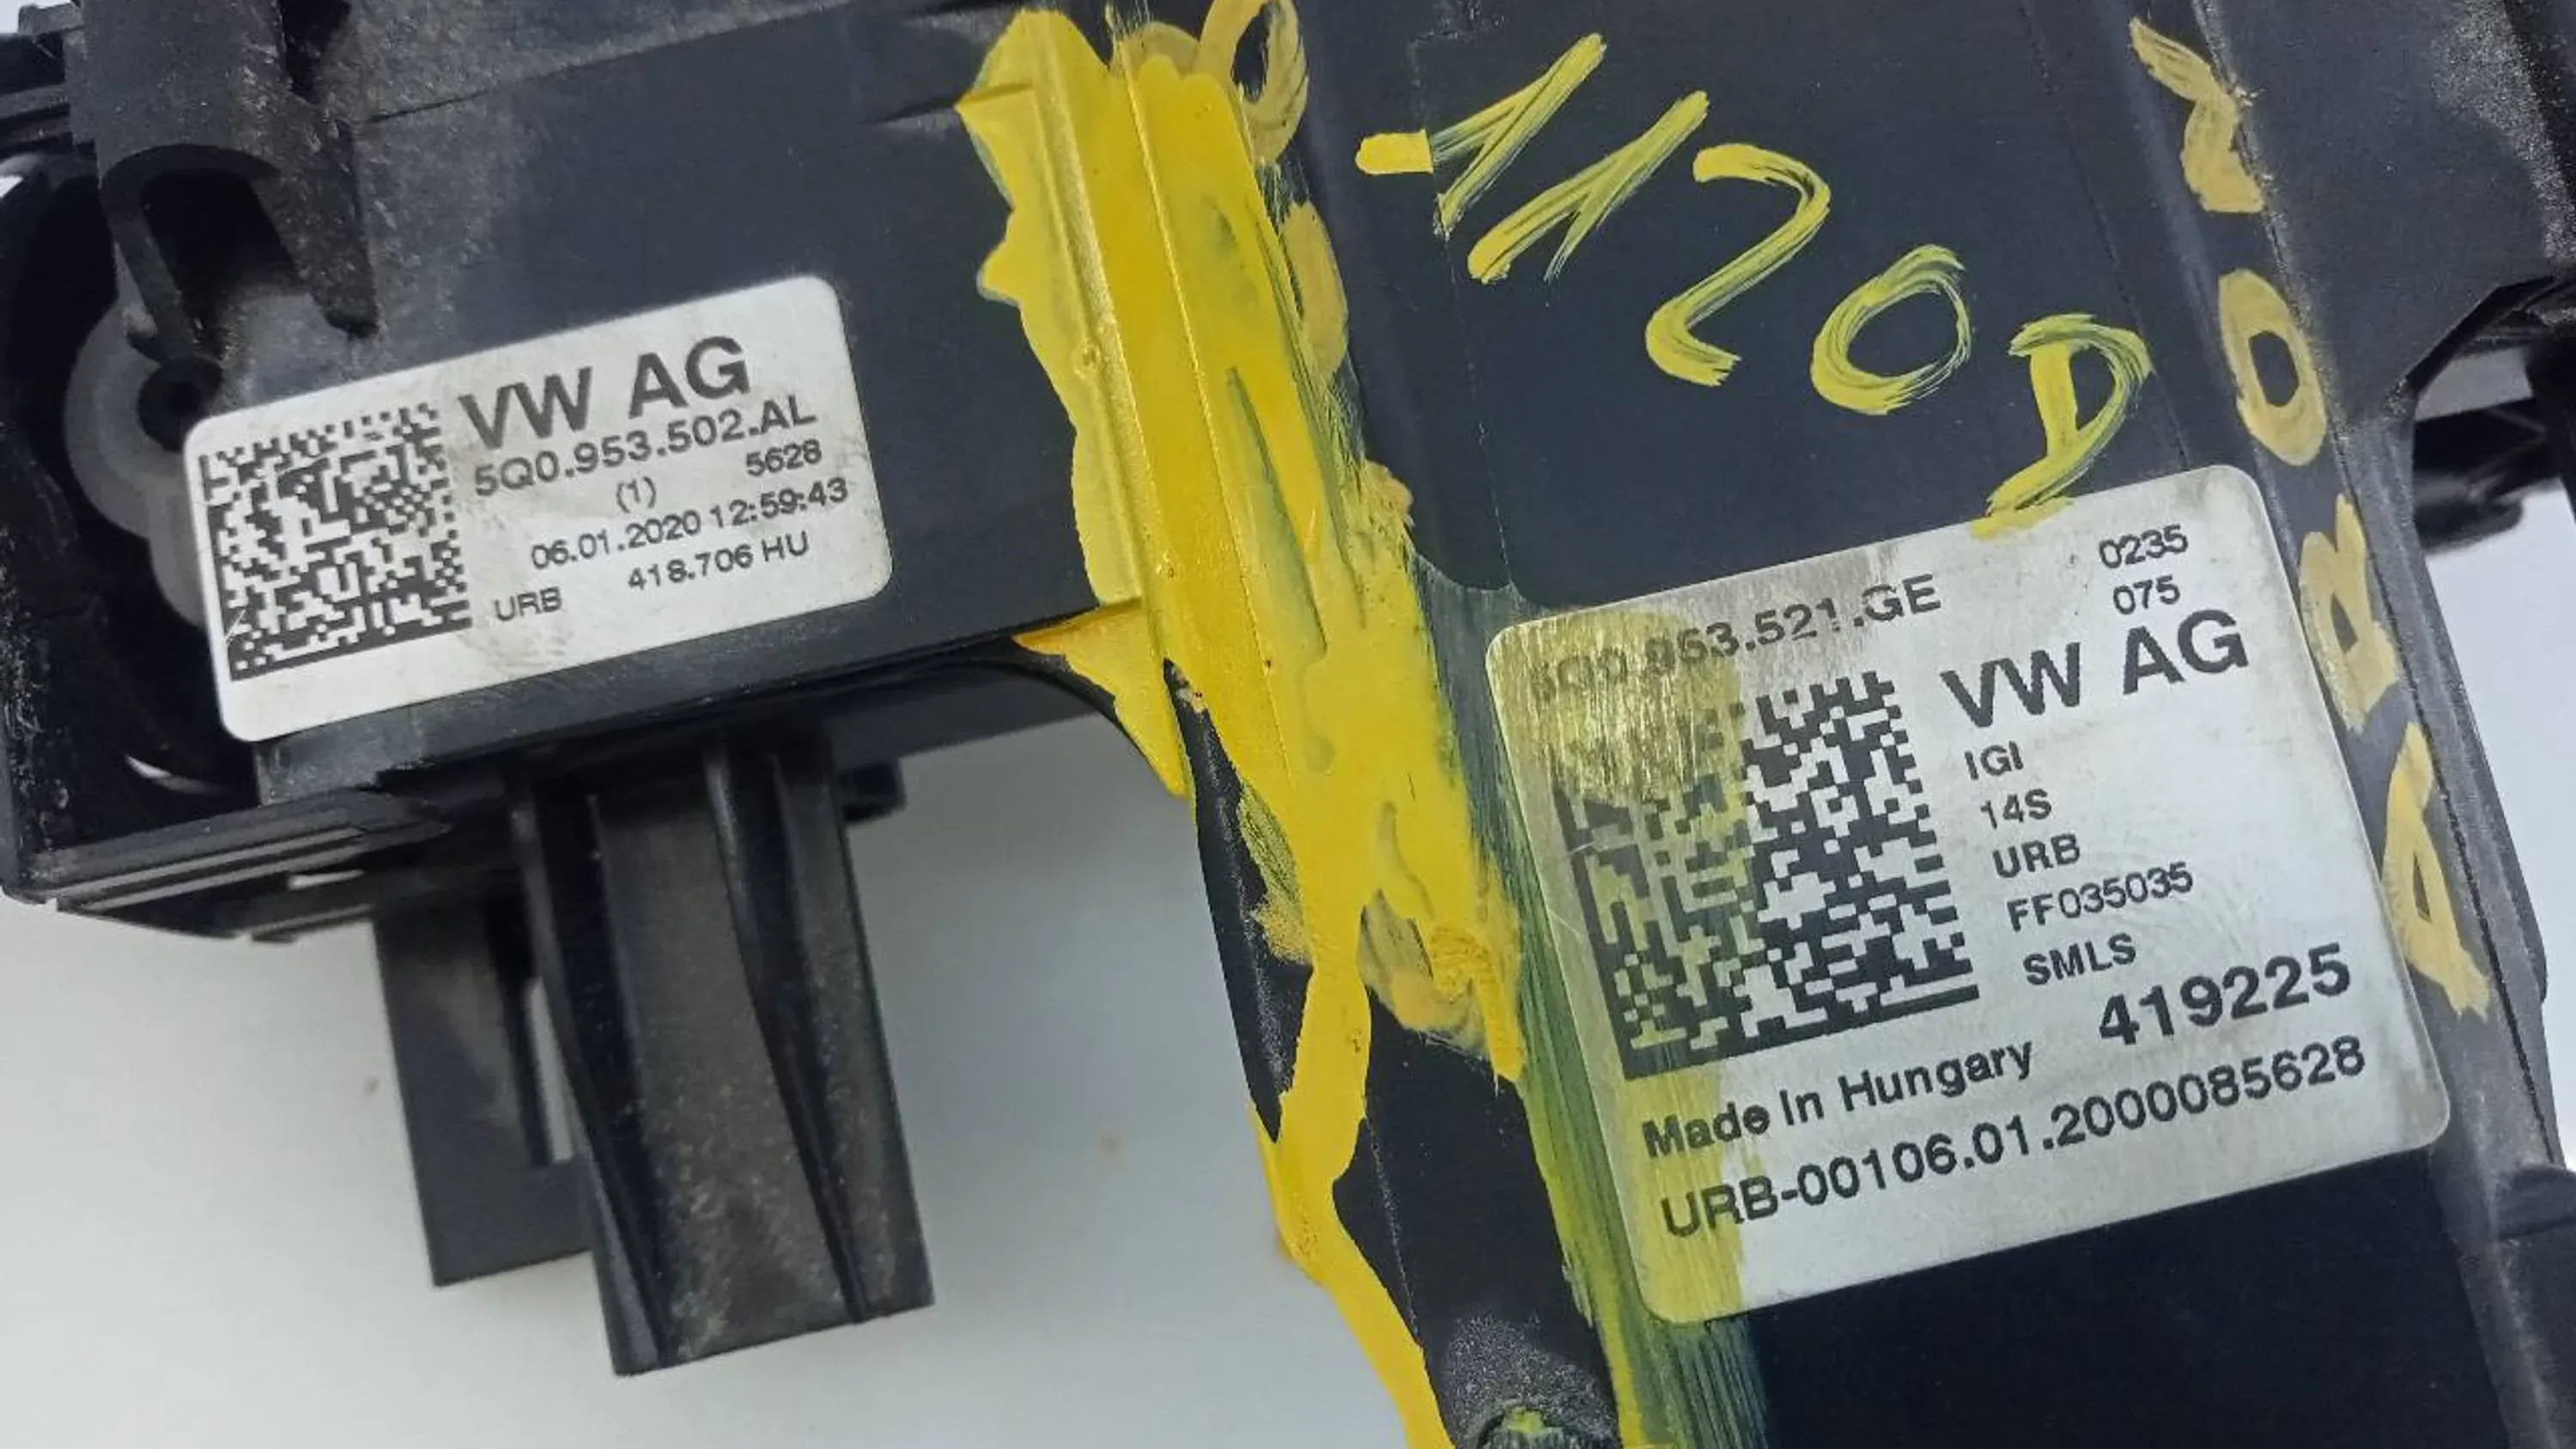 VW AG
5Q0.953.502.AL
(1) 5628
06.01.2020 12:59:43
URB 418.706 HU
-1120D
5Q0.953.521.GE 0235
075
VW AG
IGI
14S
URB
FF035035
SMLS
419225
Made In Hungary
URB-00106.01.2000085628